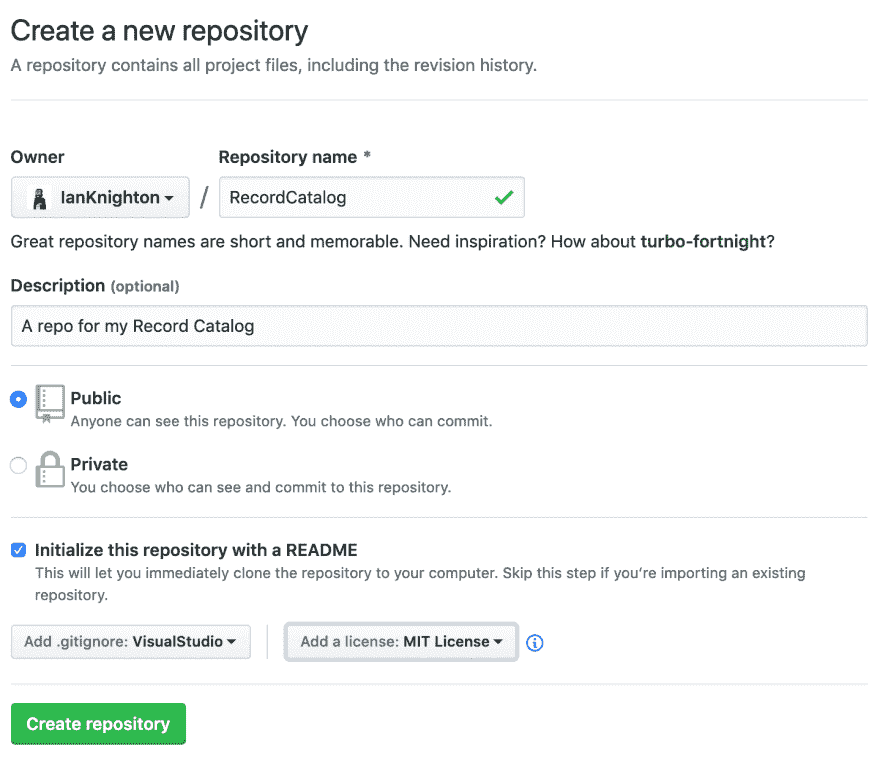 Create a new repository
A repository contains all project files, including the revision history.
Owner
Repository name *
IanKnighton / RecordCatalog
Great repository names are short and memorable. Need inspiration? How about turbo-fortnight?
Description (optional)
A repo for my Record Catalog
Public
Anyone can see this repository. You choose who can commit.
Private
You choose who can see and commit to this repository.
Initialize this repository with a README
This will let you immediately clone the repository to your computer. Skip this step if you’re importing an existing
repository.
Add .gitignore: VisualStudio
Add a license: MIT License
Create repository